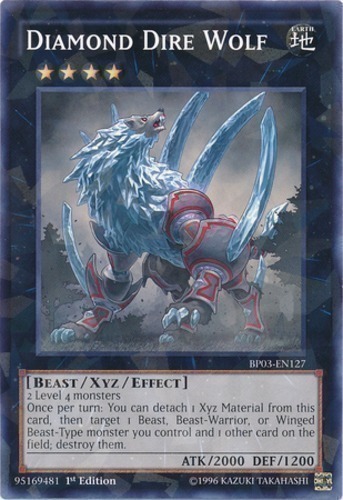 DIAMOND DIRE WOLF
EARTH
地
BP03-EN127
[BEAST/XYZ/EFFECT]
2 Level 4 monsters
Once per turn: You can detach 1 Xyz Material from this
card, then target 1 Beast, Beast-Warrior, or Winged
Beast-Type monster you control and 1 other card on the
field; destroy them.
ATK/2000 DEF/1200
95169481 1st Edition ©1996 KAZUKI TAKAHASHI